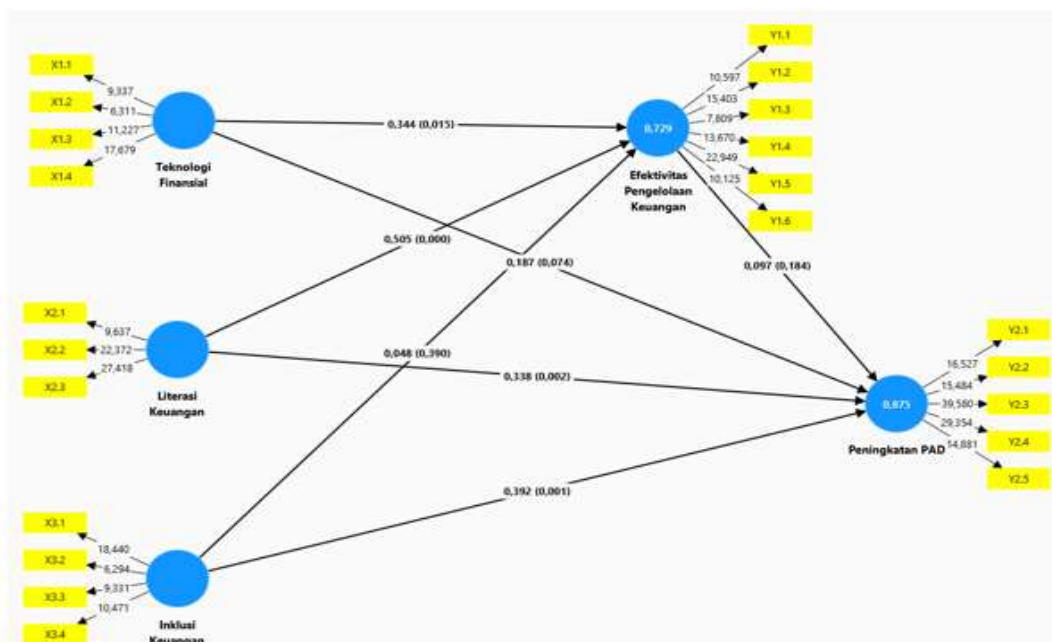 X1.1
X1.2
X1.3
X1.4
9,337
6,311
11,227
17,679
Teknologi
Finansial
0,344 (0,015)
0,729
Efektivitas
Pengelolaan
Keuangan
Y1.1
Y1.2
Y1.3
Y1.4
Y1.5
Y1.6
10,597
15,403
7,809
13,670
22,949
10,125
0,505 (0,000)
0,187 (0,074)
0,097 (0,184)
X2.1
X2.2
X2.3
9,637
22,372
27,418
Literasi
Keuangan
0,048 (0,390)
0,338 (0,002)
0,875
Peningkatan PAD
Y2.1
Y2.2
Y2.3
Y2.4
Y2.5
16,527
15,484
39,580
29,354
0,392 (0,001)
X3.1
X3.2
X3.3
X3.4
18,440
6,294
9,331
10,471
Inklusi
Keuangan